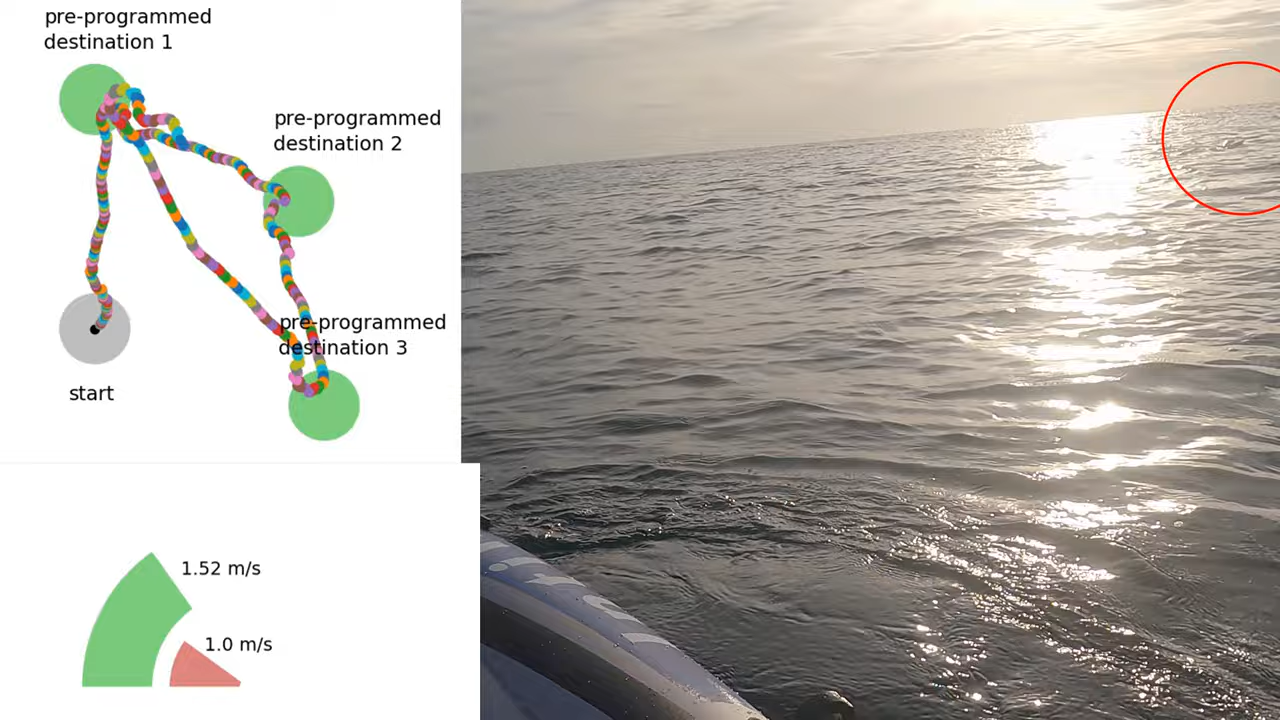 pre-programmed
destination 1
pre-programmed
destination 2
pre-programmed
destination 3
start
1.52 m/s
1.0 m/s